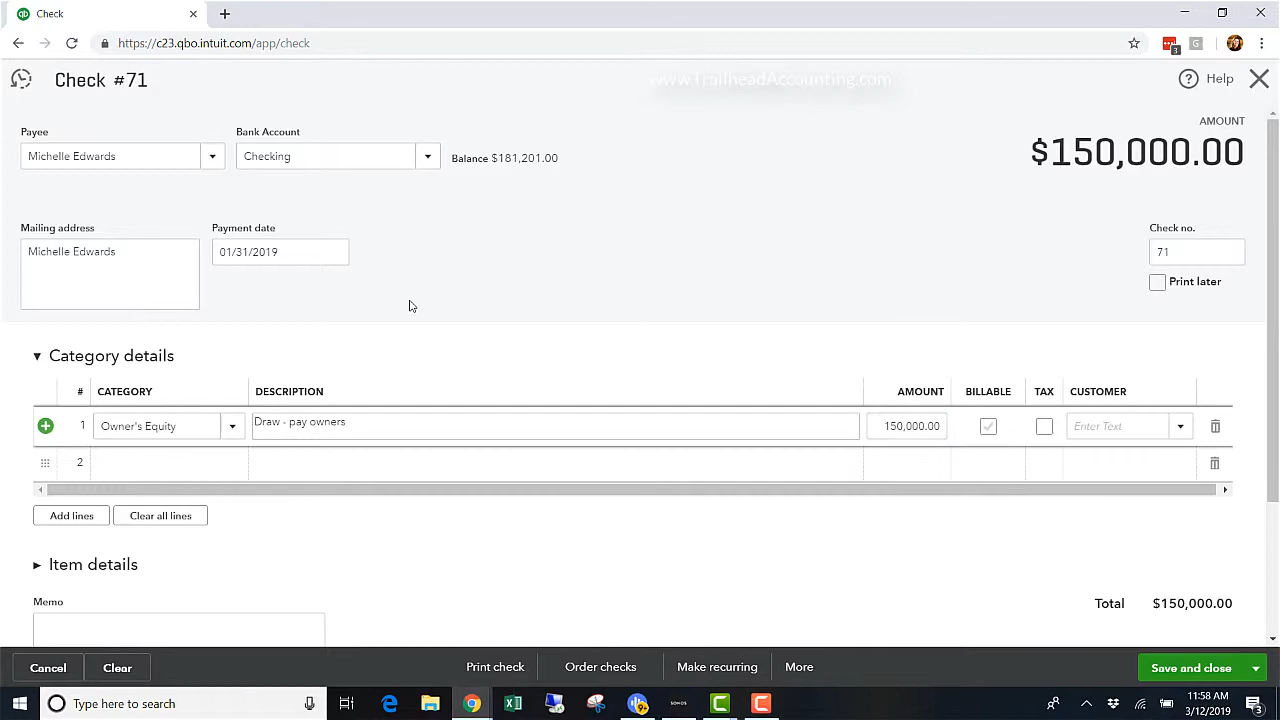 Check
https://c23.qbo.intuit.com/app/check
3
G
Check #71
www.TrailheadAccounting.com
? Help
Payee
Bank Account
AMOUNT
Michelle Edwards
Checking
Balance $181,201.00
$150,000.00
Mailing address
Payment date
Check no.
Michelle Edwards
01/31/2019
71
Print later
Category details
# CATEGORY DESCRIPTION AMOUNT BILLABLE TAX CUSTOMER
1 Owner's Equity Draw - pay owners 150,000.00 Enter Text
2
Add lines Clear all lines
Item details
Memo
Total $150,000.00
Cancel Clear Print check Order checks Make recurring More Save and close
Type here to search
SONOS
11:58 AM
3/12/2019
3